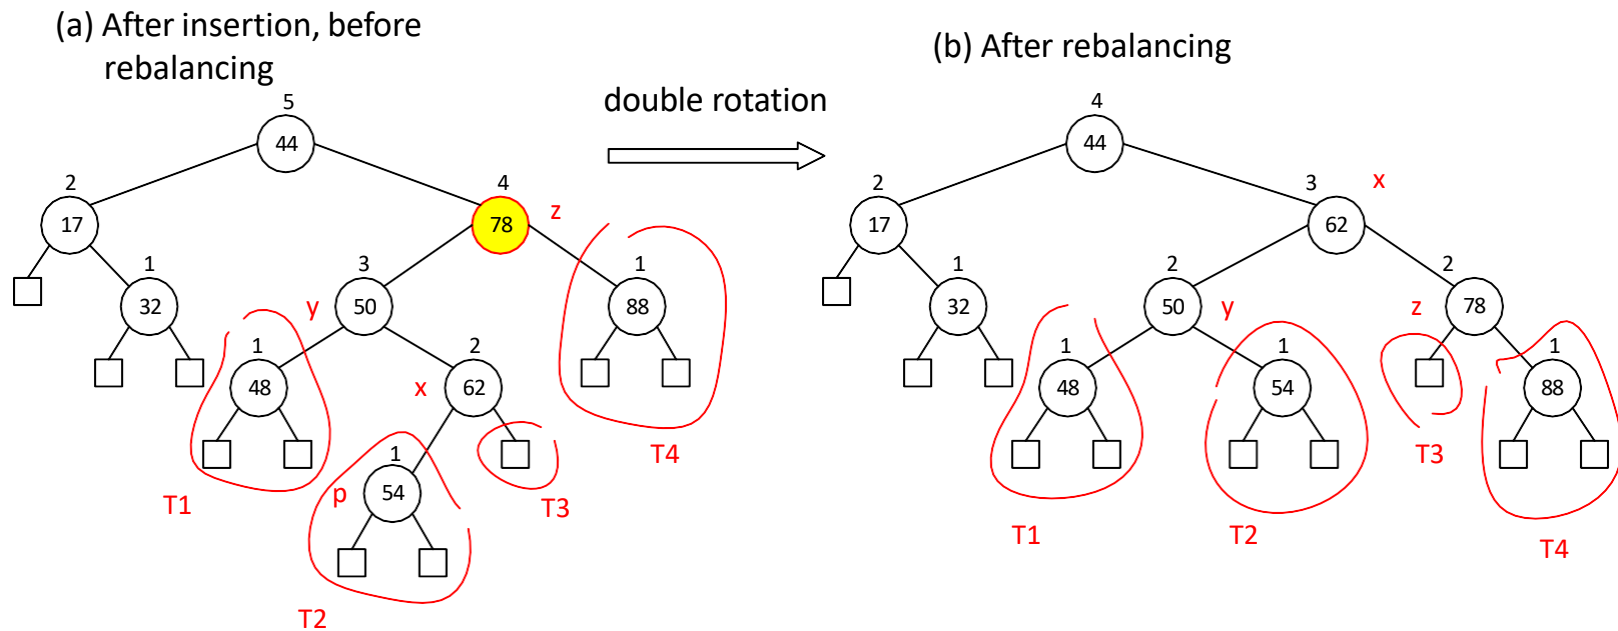 (a) After insertion, before
rebalancing
(b) After rebalancing
double rotation
5
44
2
17
4
78
z
1
32
3
y
50
1
88
1
48
2
x
62
1
p
54
T1
T2
T3
T4
4
44
2
17
3
x
62
1
32
2
50
y
2
z
78
1
48
1
54
1
88
T1
T2
T3
T4